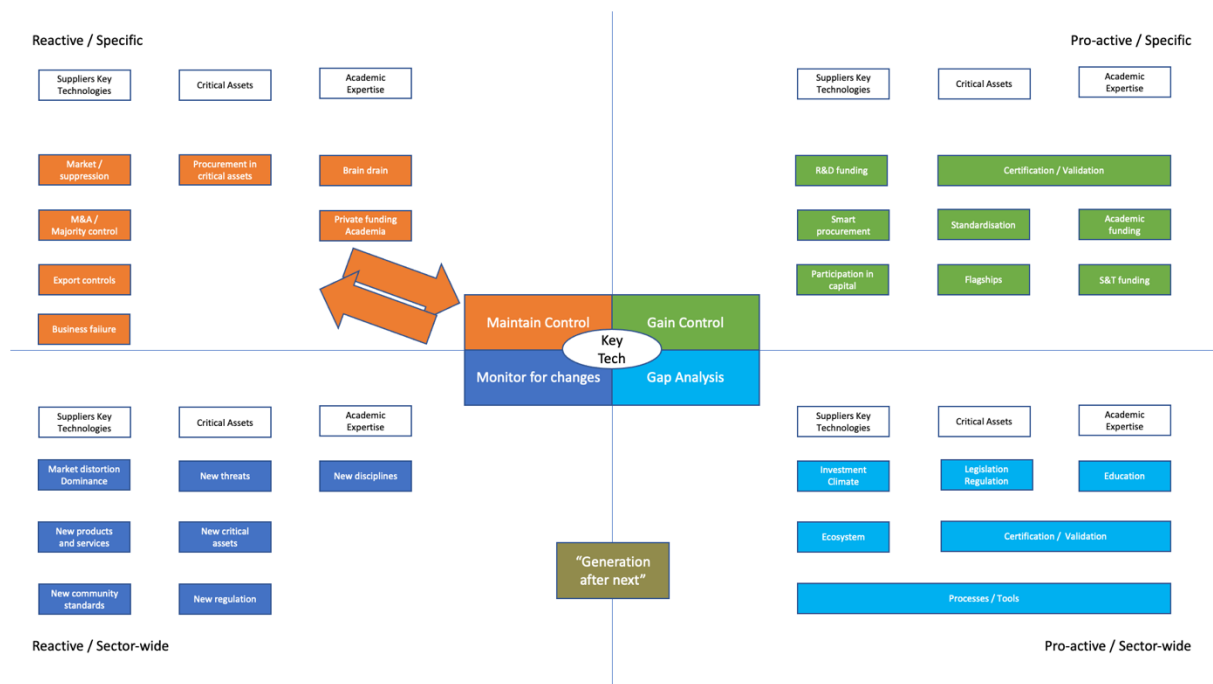 Reactive / Specific
Pro-active / Specific
Suppliers Key
Technologies
Critical Assets
Academic
Expertise
Suppliers Key
Technologies
Critical Assets
Academic
Expertise
Market /
suppression
Procurement in
critical assets
Brain drain
R&D funding
Certification / Validation
M&A /
Majority control
Private funding
Academia
Smart
procurement
Standardisation
Academic
funding
Export controls
Participation in
capital
Flagships
S&T funding
Business failure
Maintain Control
Gain Control
Key
Tech
Monitor for changes
Gap Analysis
Suppliers Key
Technologies
Critical Assets
Academic
Expertise
Suppliers Key
Technologies
Critical Assets
Academic
Expertise
Market distortion
Dominance
New threats
New disciplines
Investment
Climate
Legislation
Regulation
Education
New products
and services
New critical
assets
Ecosystem
Certification / Validation
"Generation
after next"
New community
standards
New regulation
Processes / Tools
Reactive / Sector-wide
Pro-active / Sector-wide